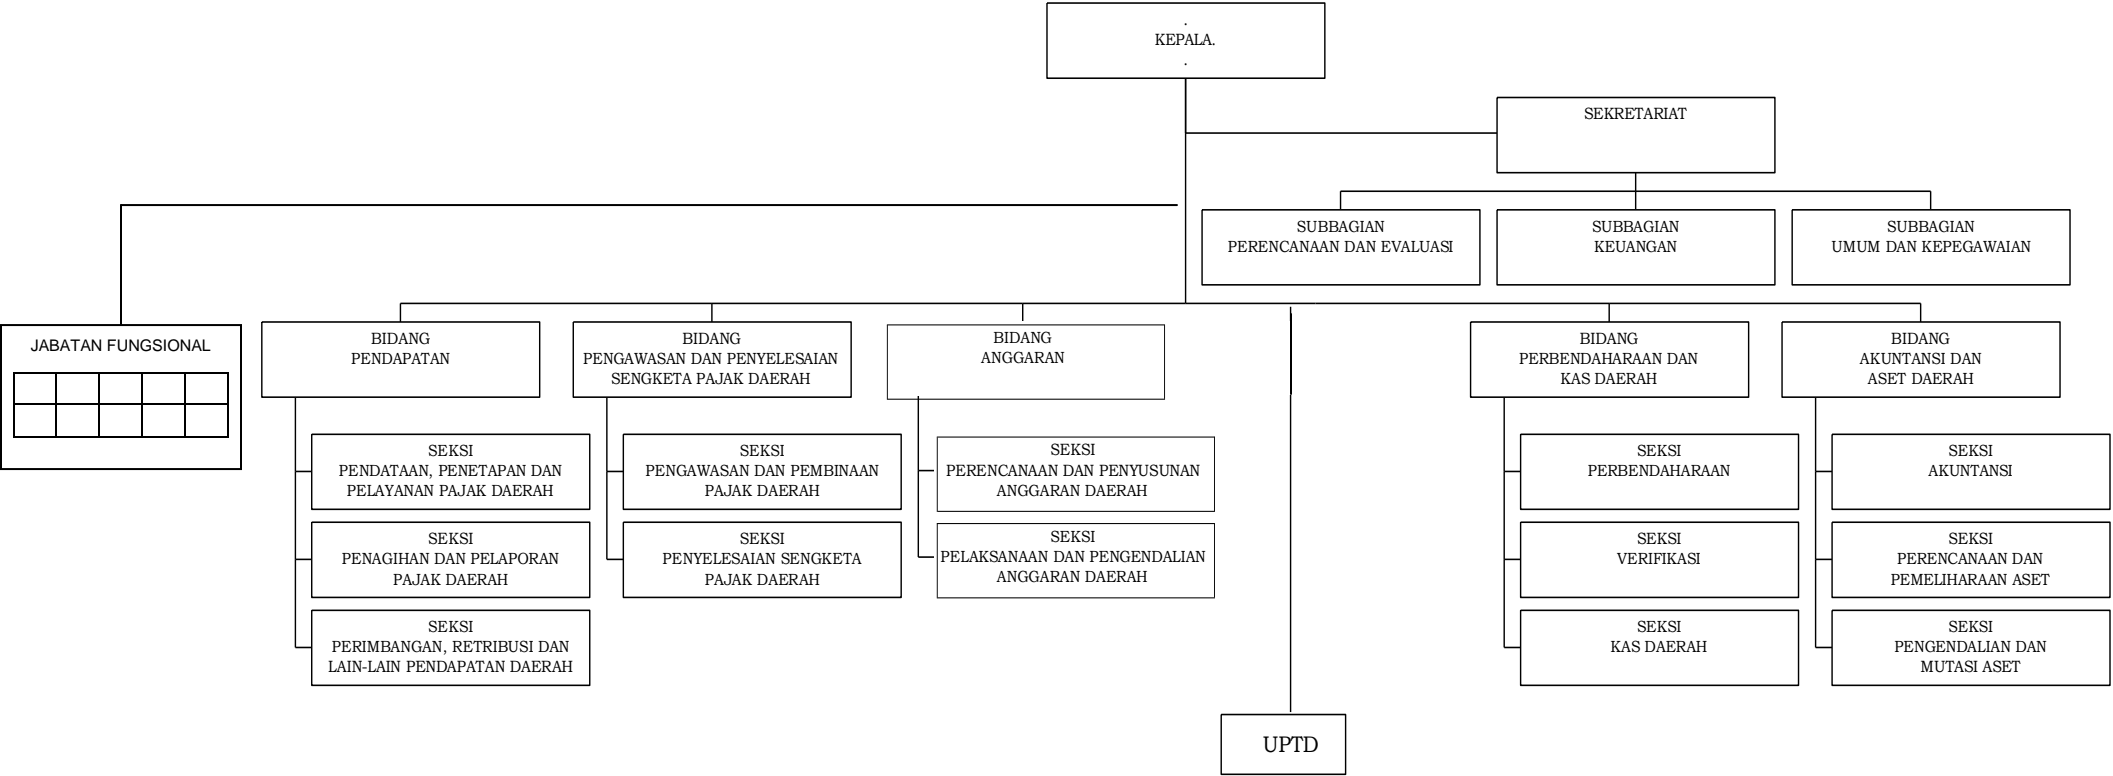 .
KEPALA.
.
SEKRETARIAT
SUBBAGIAN
PERENCANAAN DAN EVALUASI
SUBBAGIAN
KEUANGAN
SUBBAGIAN
UMUM DAN KEPEGAWAIAN
JABATAN FUNGSIONAL
BIDANG
PENDAPATAN
SEKSI
PENDATAAN, PENETAPAN DAN
PELAYANAN PAJAK DAERAH
SEKSI
PENAGIHAN DAN PELAPORAN
PAJAK DAERAH
SEKSI
PERIMBANGAN, RETRIBUSI DAN
LAIN-LAIN PENDAPATAN DAERAH
BIDANG
PENGAWASAN DAN PENYELESAIAN
SENGKETA PAJAK DAERAH
SEKSI
PENGAWASAN DAN PEMBINAAN
PAJAK DAERAH
SEKSI
PENYELESAIAN SENGKETA
PAJAK DAERAH
BIDANG
ANGGARAN
SEKSI
PERENCANAAN DAN PENYUSUNAN
ANGGARAN DAERAH
SEKSI
PELAKSANAAN DAN PENGENDALIAN
ANGGARAN DAERAH
BIDANG
PERBENDAHARAAN DAN
KAS DAERAH
SEKSI
PERBENDAHARAAN
SEKSI
VERIFIKASI
SEKSI
KAS DAERAH
BIDANG
AKUNTANSI DAN
ASET DAERAH
SEKSI
AKUNTANSI
SEKSI
PERENCANAAN DAN
PEMELIHARAAN ASET
SEKSI
PENGENDALIAN DAN
MUTASI ASET
UPTD